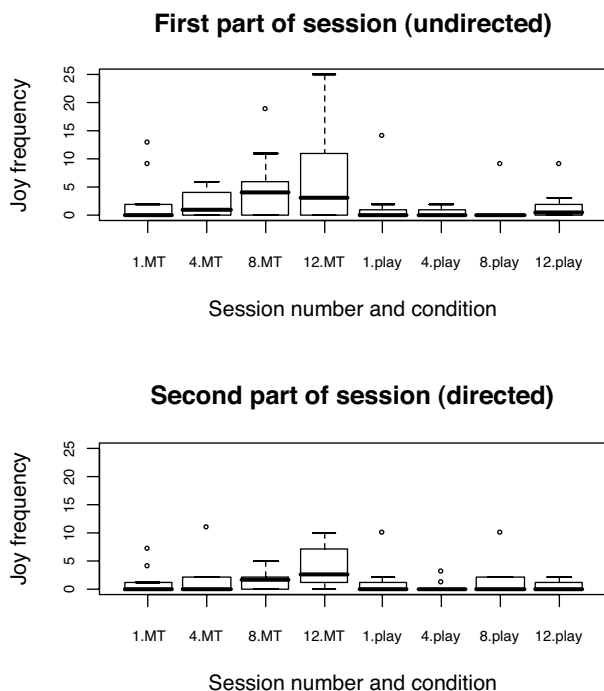 First part of session (undirected)
Joy frequency
25
20
15
10
5
0
1.MT 4.MT 8.MT 12.MT 1.play 4.play 8.play 12.play
Session number and condition
Second part of session (directed)
Joy frequency
25
20
15
10
5
0
1.MT 4.MT 8.MT 12.MT 1.play 4.play 8.play 12.play
Session number and condition